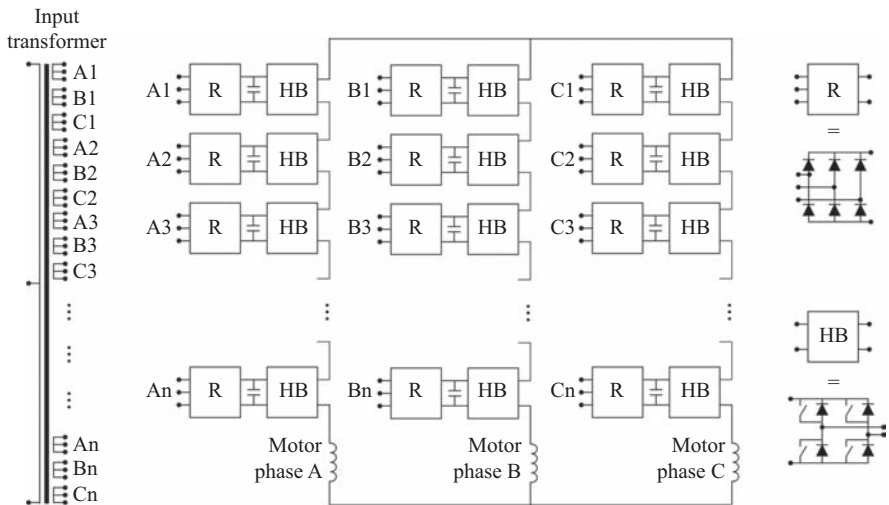 Input
transformer
A1
B1
C1
A2
B2
C2
A3
B3
C3
...
...
...
An
Bn
Cn
A1 R HB B1 R HB C1 R HB
A2 R HB B2 R HB C2 R HB
A3 R HB B3 R HB C3 R HB
... ... ...
An R HB Bn R HB Cn R HB
Motor
phase A
Motor
phase B
Motor
phase C
R
=
HB
=